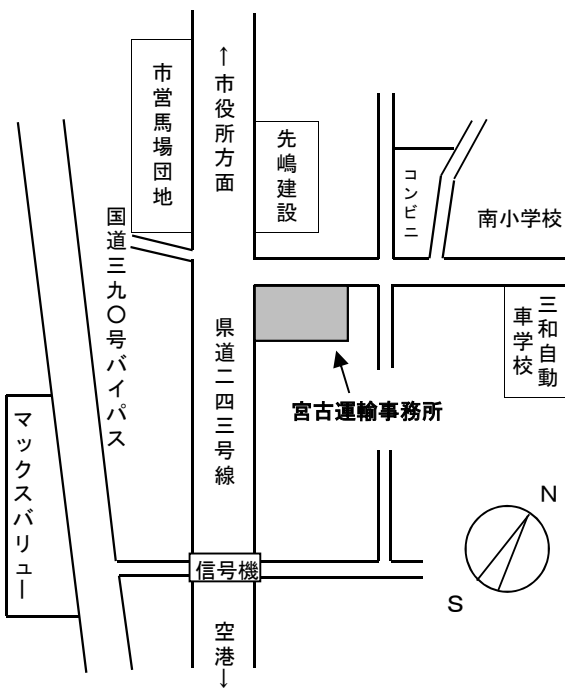 ←市役所方面
市営馬場団地
先嶋建設
コンビニ
南小学校
国道三九〇号バイパス
県道二四三号線
三和自動
車学校
宮古運輸事務所
マックスバリュー
N
信号機
S
空港→